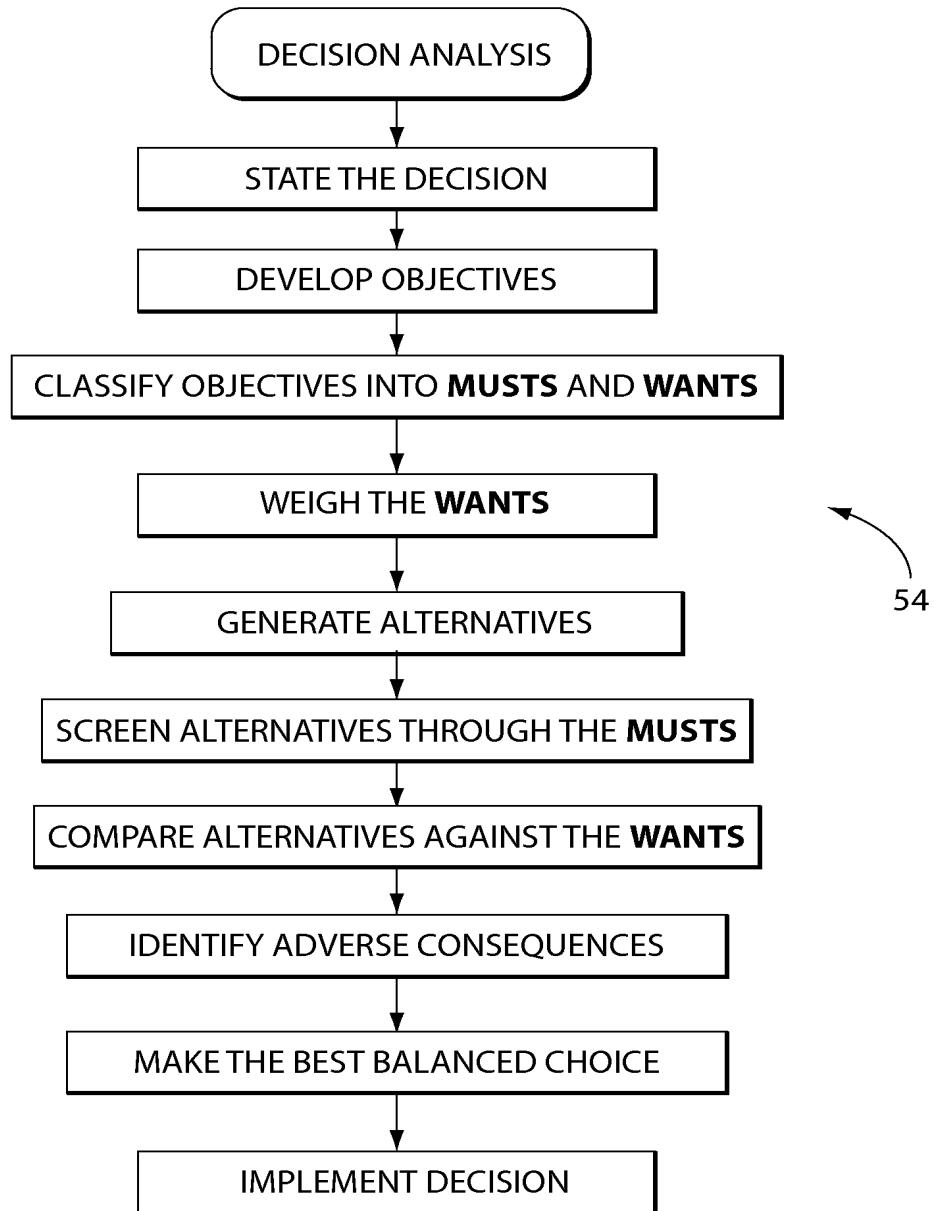 DECISION ANALYSIS
STATE THE DECISION
DEVELOP OBJECTIVES
CLASSIFY OBJECTIVES INTO MUSTS AND WANTS
WEIGH THE WANTS
54
GENERATE ALTERNATIVES
SCREEN ALTERNATIVES THROUGH THE MUSTS
COMPARE ALTERNATIVES AGAINST THE WANTS
IDENTIFY ADVERSE CONSEQUENCES
MAKE THE BEST BALANCED CHOICE
IMPLEMENT DECISION